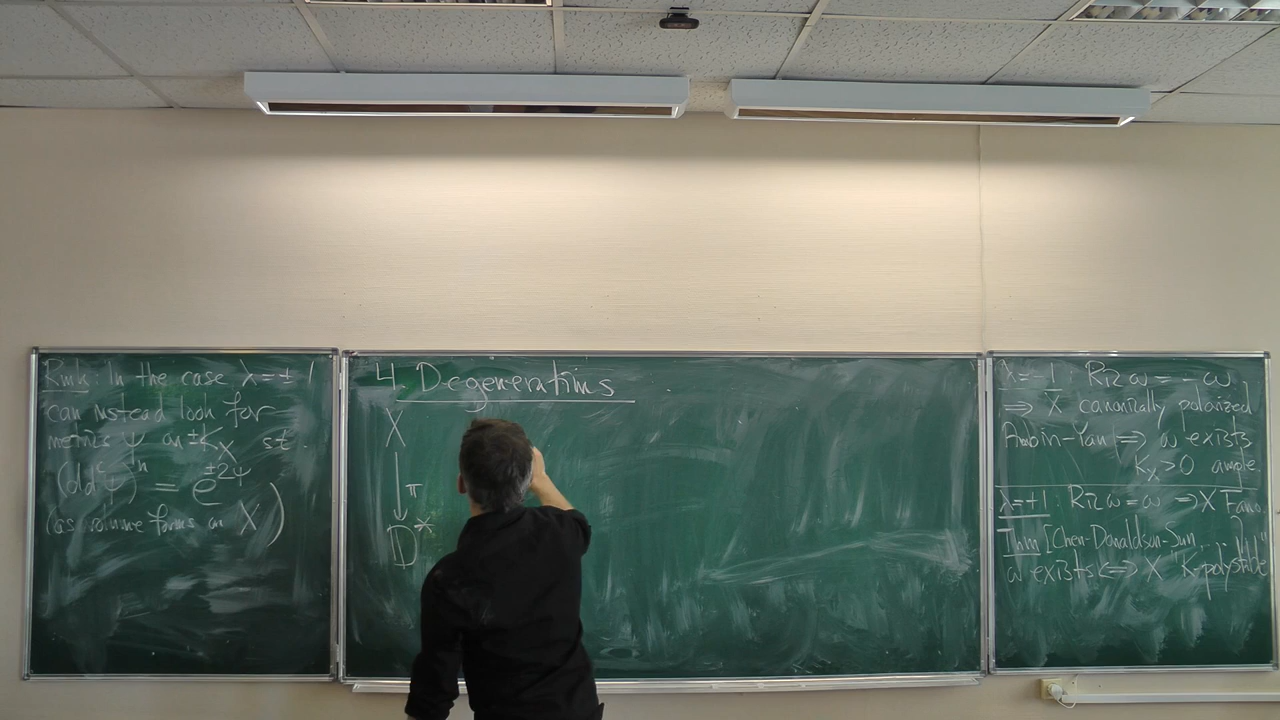 Rmk: In the case λ=±1
can instead look for
metrics ψ on ±K_X st.
(dd^cψ)^n = e^{±2ψ}
(as volume forms on X)
4. Degenerations
X
↓ π
D*
λ=-1: Ric ω = -ω
⇒ X canonically polarized
Aubin-Yau ⇒ ω exists
K_X>0 ample
λ=+1: Ric ω=ω ⇒ X Fano
Thm [Chen-Donaldson-Sun, ...]
ω exists ⇔ X "K-polystable"